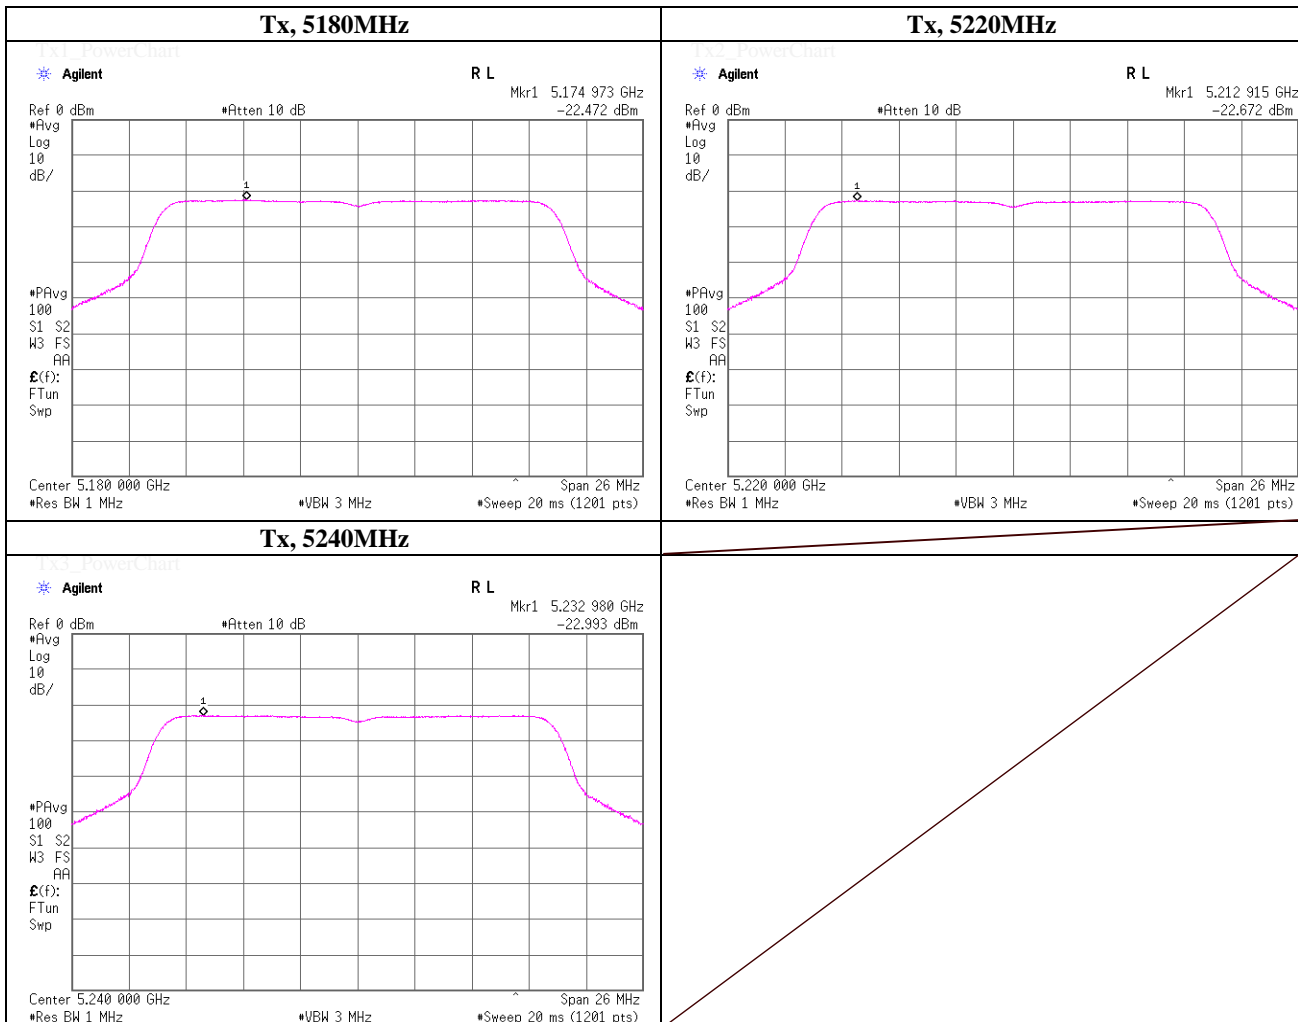 Tx, 5180MHz
Tx1_PowerChart
Agilent
R L
Mkr1 5.174 973 GHz
Ref 0 dBm #Atten 10 dB -22.472 dBm
#Avg
Log
10
dB/
1
#PAvg
100
S1 S2
W3 FS
AA
£(f):
FTun
Swp
Center 5.180 000 GHz ^ Span 26 MHz
#Res BW 1 MHz #VBW 3 MHz #Sweep 20 ms (1201 pts)
Tx, 5220MHz
Tx2_PowerChart
Agilent
R L
Mkr1 5.212 915 GHz
Ref 0 dBm #Atten 10 dB -22.672 dBm
#Avg
Log
10
dB/
1
#PAvg
100
S1 S2
W3 FS
AA
£(f):
FTun
Swp
Center 5.220 000 GHz ^ Span 26 MHz
#Res BW 1 MHz #VBW 3 MHz #Sweep 20 ms (1201 pts)
Tx, 5240MHz
Tx3_PowerChart
Agilent
R L
Mkr1 5.232 980 GHz
Ref 0 dBm #Atten 10 dB -22.993 dBm
#Avg
Log
10
dB/
1
#PAvg
100
S1 S2
W3 FS
AA
£(f):
FTun
Swp
Center 5.240 000 GHz ^ Span 26 MHz
#Res BW 1 MHz #VBW 3 MHz #Sweep 20 ms (1201 pts)